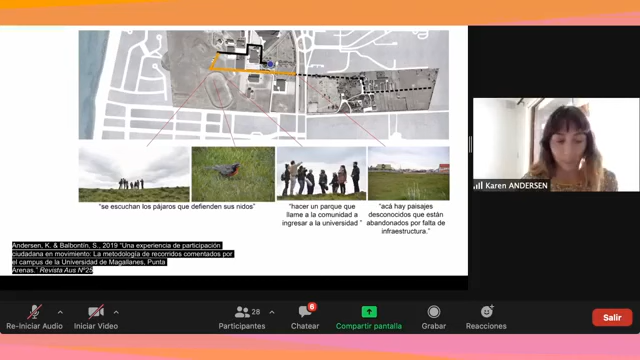 "se escuchan los pájaros que defienden sus nidos"
"hacer un parque que
llame a la comunidad a
ingresar a la universidad "
"acá hay paisajes
desconocidos que están
abandonados por falta de
infraestructura."
Andersen, K. & Balbontín, S., 2019 "Una experiencia de participación
ciudadana en movimiento: La metodología de recorridos comentados por
el campus de la Universidad de Magallanes, Punta
Arenas." Revista Aus Nº25
Karen ANDERSEN
Re-Iniciar Audio
Iniciar Video
28
Participantes
6
Chatear
Compartir pantalla
Grabar
Reacciones
Salir